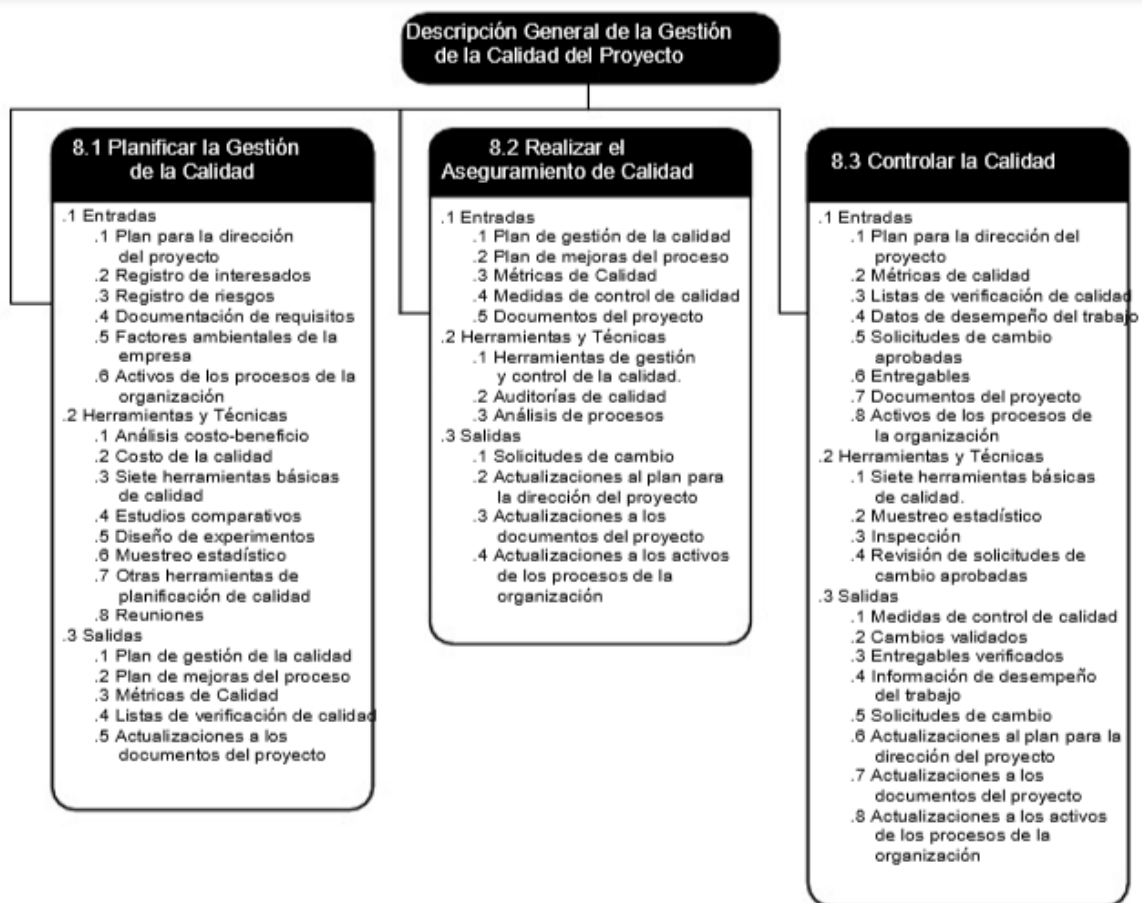 Descripción General de la Gestión
de la Calidad del Proyecto
8.1 Planificar la Gestión
de la Calidad
.1 Entradas
.1 Plan para la dirección
del proyecto
.2 Registro de interesados
.3 Registro de riesgos
.4 Documentación de requisitos
.5 Factores ambientales de la
empresa
.6 Activos de los procesos de la
organización
.2 Herramientas y Técnicas
.1 Análisis costo-beneficio
.2 Costo de la calidad
.3 Siete herramientas básicas
de calidad
.4 Estudios comparativos
.5 Diseño de experimentos
.6 Muestreo estadístico
.7 Otras herramientas de
planificación de calidad
.8 Reuniones
.3 Salidas
.1 Plan de gestión de la calidad
.2 Plan de mejoras del proceso
.3 Métricas de Calidad
.4 Listas de verificación de calidad
.5 Actualizaciones a los
documentos del proyecto
8.2 Realizar el
Aseguramiento de Calidad
.1 Entradas
.1 Plan de gestión de la calidad
.2 Plan de mejoras del proceso
.3 Métricas de Calidad
.4 Medidas de control de calidad
.5 Documentos del proyecto
.2 Herramientas y Técnicas
.1 Herramientas de gestión
y control de la calidad.
.2 Auditorías de calidad
.3 Análisis de procesos
.3 Salidas
.1 Solicitudes de cambio
.2 Actualizaciones al plan para
la dirección del proyecto
.3 Actualizaciones a los
documentos del proyecto
.4 Actualizaciones a los activos
de los procesos de la
organización
8.3 Controlar la Calidad
.1 Entradas
.1 Plan para la dirección del
proyecto
.2 Métricas de calidad
.3 Listas de verificación de calidad
.4 Datos de desempeño del trabajo
.5 Solicitudes de cambio
aprobadas
.6 Entregables
.7 Documentos del proyecto
.8 Activos de los procesos de
la organización
.2 Herramientas y Técnicas
.1 Siete herramientas básicas
de calidad.
.2 Muestreo estadístico
.3 Inspección
.4 Revisión de solicitudes de
cambio aprobadas
.3 Salidas
.1 Medidas de control de calidad
.2 Cambios validados
.3 Entregables verificados
.4 Información de desempeño
del trabajo
.5 Solicitudes de cambio
.6 Actualizaciones al plan para la
dirección del proyecto
.7 Actualizaciones a los
documentos del proyecto
.8 Actualizaciones a los activos
de los procesos de la
organización